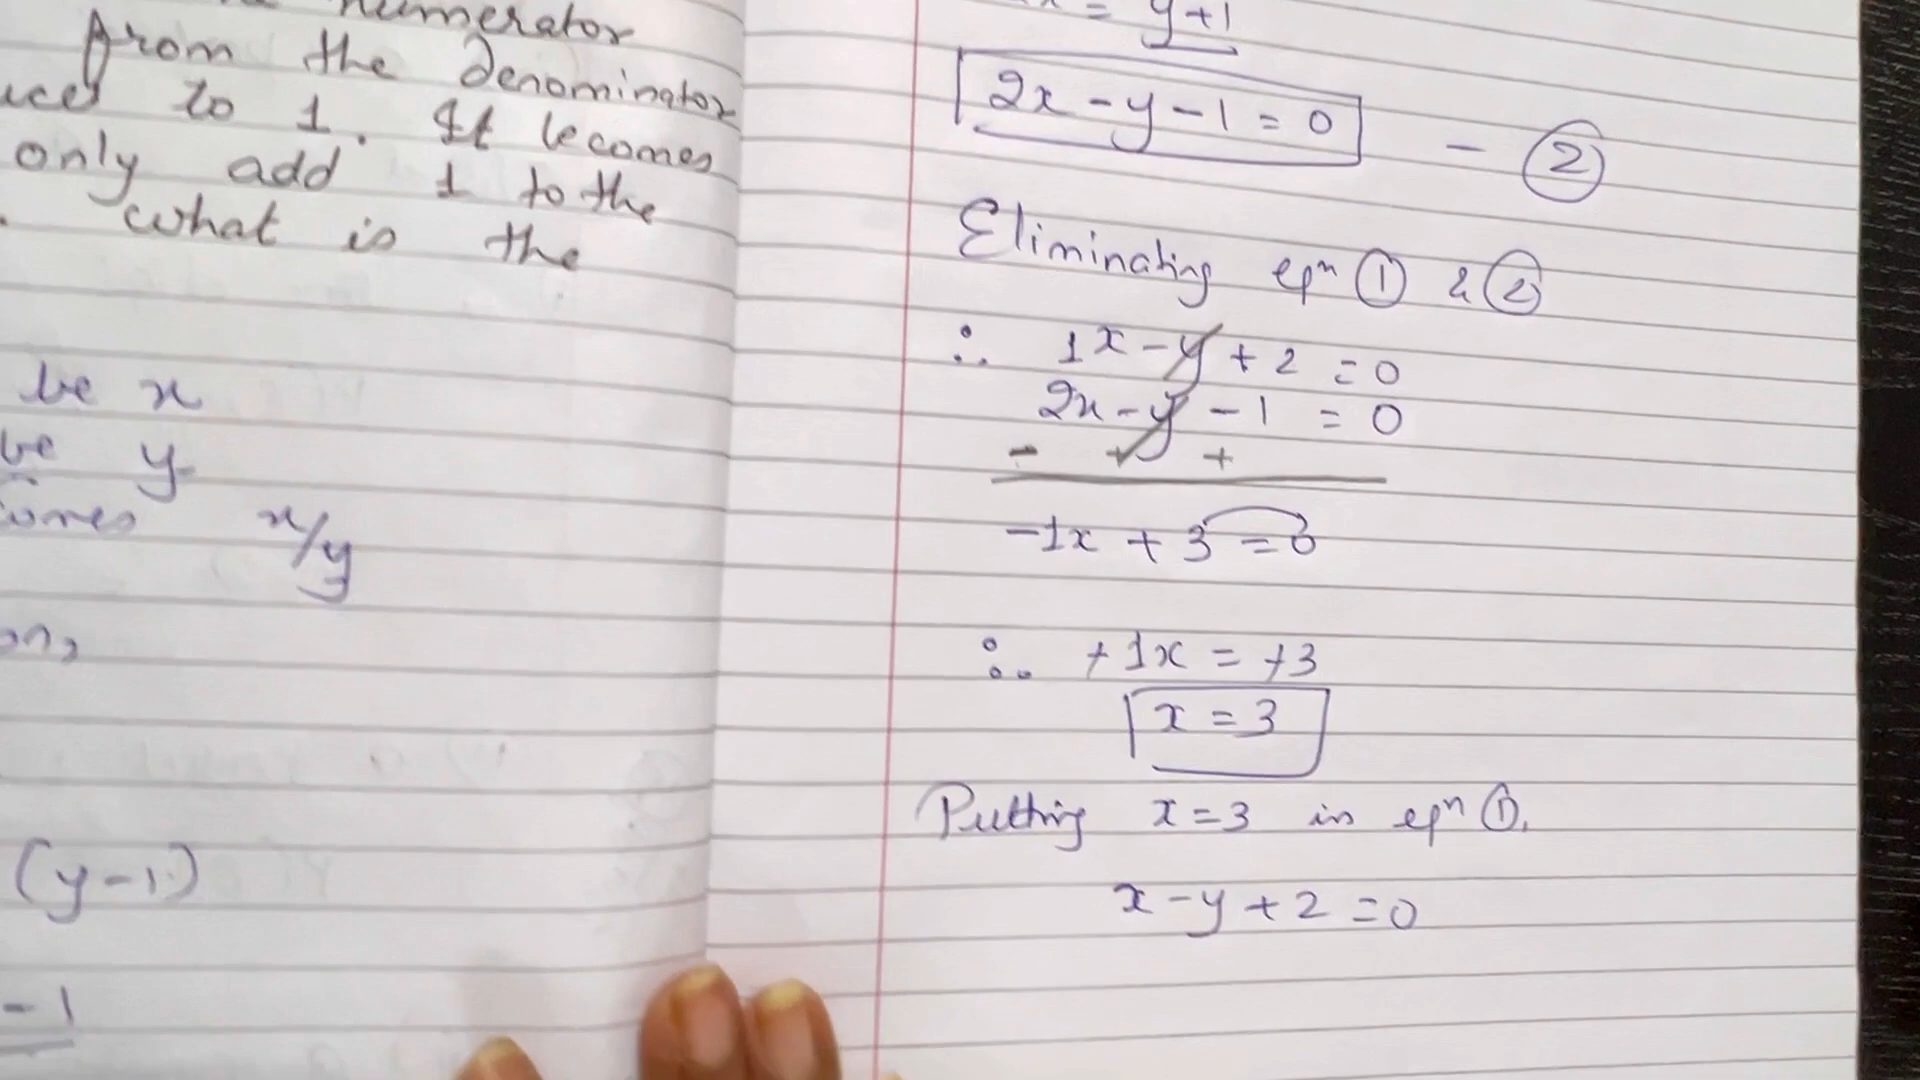 numerator
from the denominator
to 1. It becomes
only add 1 to the
. what is the
be x
be y
x/y
(y-1)
- 1
= y+1
2x - y - 1 = 0 - ②
Eliminating eqn ① & ②
∴ 1x - y + 2 = 0
2x - y - 1 = 0
- + +
-1x + 3 = 0
∴ +1x = +3
x = 3
Putting x = 3 in eqn ①,
x - y + 2 = 0